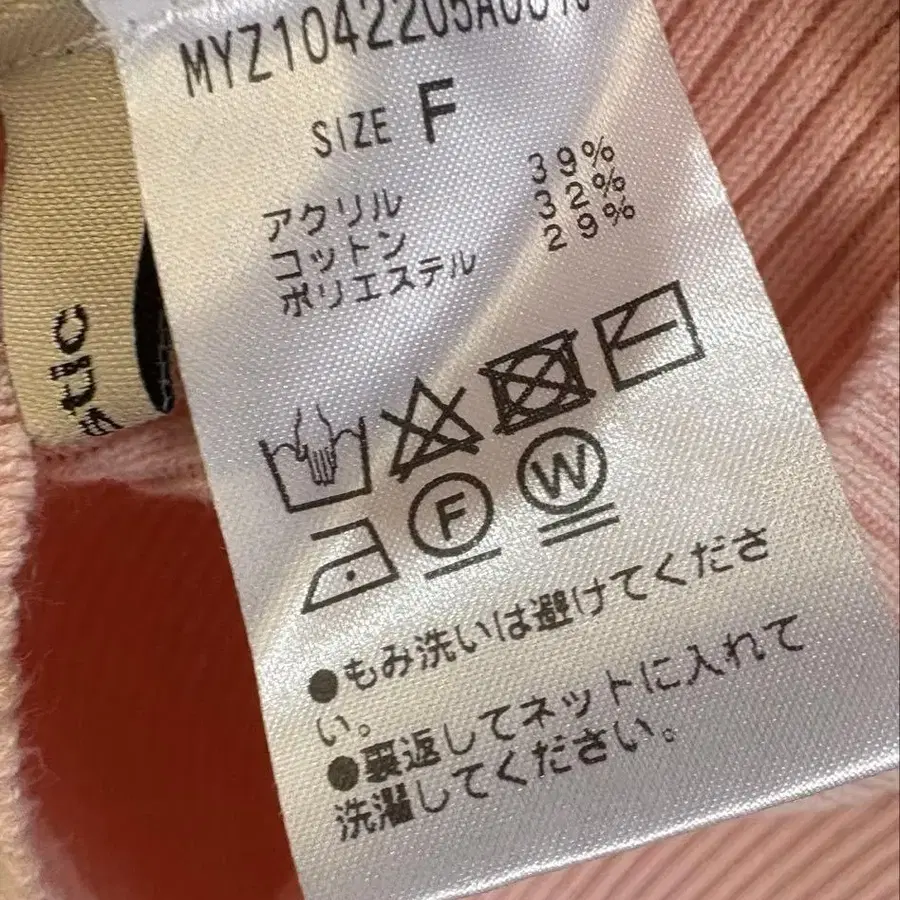 SIZE F
アクリル 39%
コットン 32%
ポリエステル 29%
F W
●もみ洗いは避けてくださ
い。
●裏返してネットに入れて
洗濯してください。